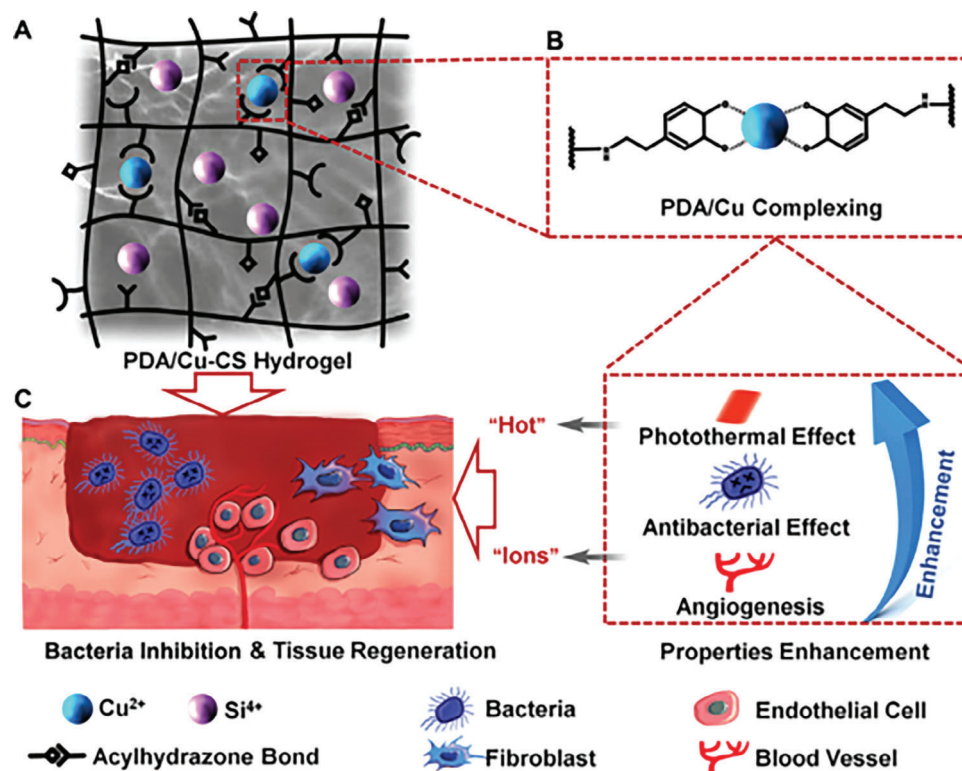 A
B
PDA/Cu Complexing
PDA/Cu-CS Hydrogel
C
"Hot"
"Ions"
Photothermal Effect
Antibacterial Effect
Angiogenesis
Enhancement
Bacteria Inhibition & Tissue Regeneration
Properties Enhancement
Cu²⁺
Si⁴⁺
Bacteria
Endothelial Cell
Acylhydrazone Bond
Fibroblast
Blood Vessel